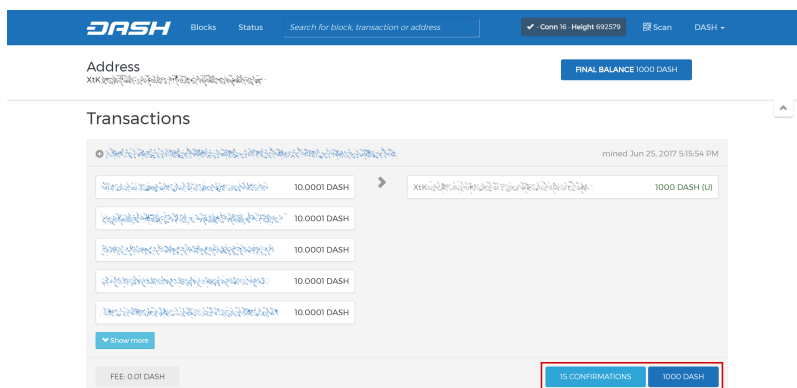 DASH Blocks Status Search for block, transaction or address ✔ · Conn 16 · Height 692579 Scan DASH
Address
FINAL BALANCE 1000 DASH
XtK
Transactions
mined Jun 25, 2017 5:15:54 PM
10.0001 DASH
XtK 1000 DASH (U)
10.0001 DASH
10.0001 DASH
10.0001 DASH
10.0001 DASH
Show more
FEE: 0.01 DASH 15 CONFIRMATIONS 1000 DASH